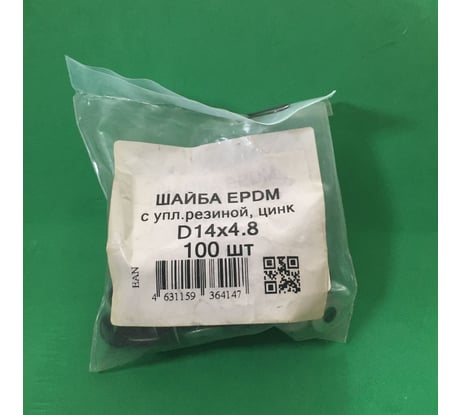 ШАЙБА EPDM
с упл.резиной, цинк
D14x4.8
100 шт
EAN
4 631159 364147